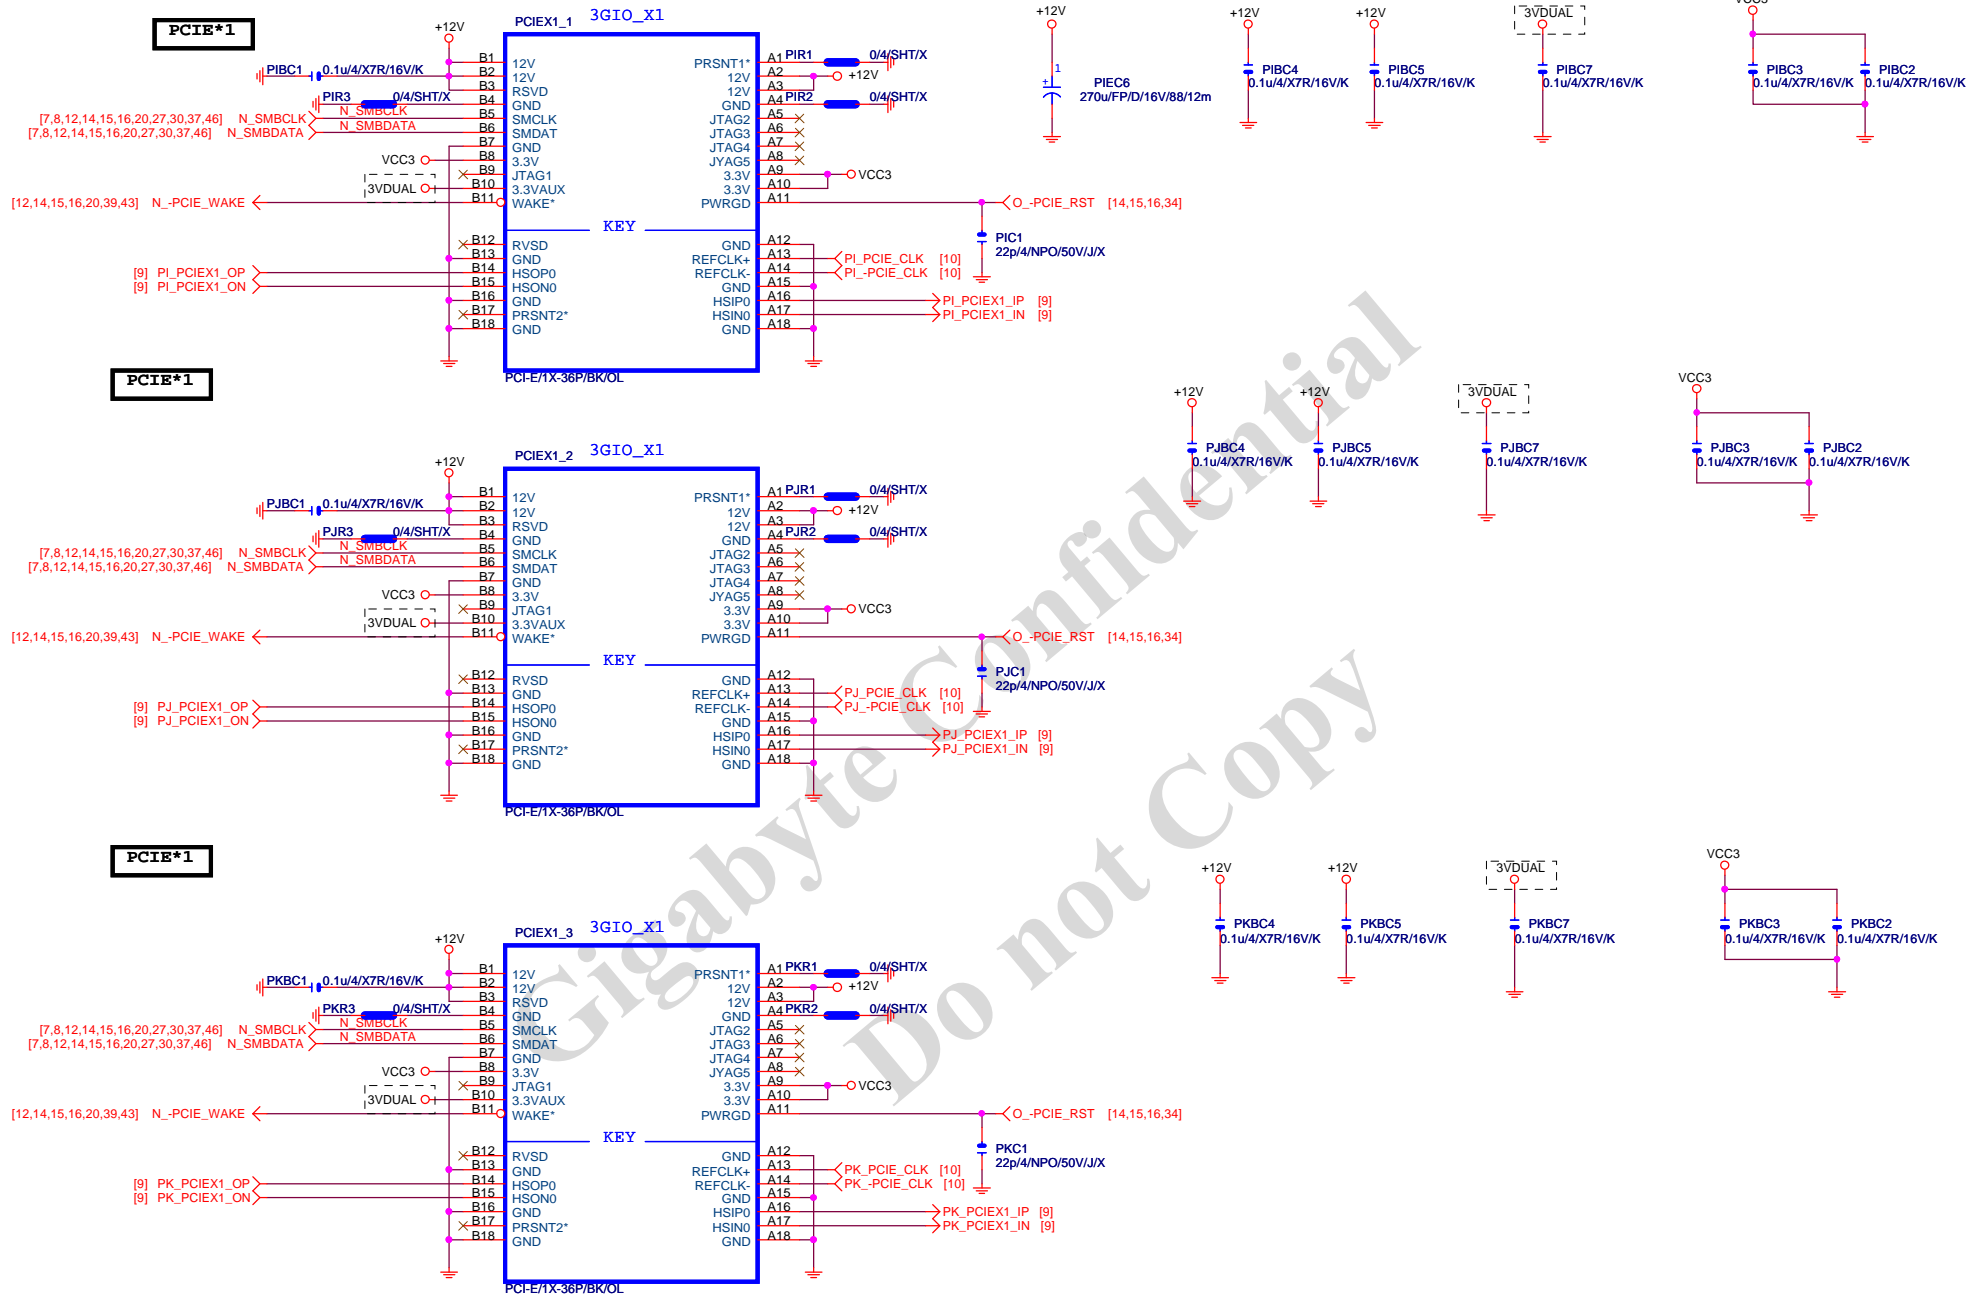 PCIE*1
PCIEX1_1 3GIO_X1
+12V
PIBC1 0.1u/4/X7R/16V/K
PIR3 0/4/SHT/X
[7,8,12,14,15,16,20,27,30,37,46] N_SMBCLK N_SMBCLK
[7,8,12,14,15,16,20,27,30,37,46] N_SMBDATA N_SMBDATA
VCC3
3VDUAL
[12,14,15,16,20,39,43] N_-PCIE_WAKE
[9] PI_PCIEX1_OP
[9] PI_PCIEX1_ON
B1 12V PRSNT1* A1 PIR1 0/4/SHT/X
B2 12V 12V A2 +12V
B3 RSVD 12V A3
B4 GND GND A4 PIR2 0/4/SHT/X
B5 SMCLK JTAG2 A5
B6 SMDAT JTAG3 A6
B7 GND JTAG4 A7
B8 3.3V JYAG5 A8
B9 JTAG1 3.3V A9 VCC3
B10 3.3VAUX 3.3V A10
B11 WAKE* PWRGD A11 O_-PCIE_RST [14,15,16,34]
KEY
PIC1
22p/4/NPO/50V/J/X
B12 RVSD GND A12
B13 GND REFCLK+ A13 PI_PCIE_CLK [10]
B14 HSOP0 REFCLK- A14 PI_-PCIE_CLK [10]
B15 HSON0 GND A15
B16 GND HSIP0 A16 PI_PCIEX1_IP [9]
B17 PRSNT2* HSIN0 A17 PI_PCIEX1_IN [9]
B18 GND GND A18
PCI-E/1X-36P/BK/OL
+12V
1
+
PIEC6
270u/FP/D/16V/88/12m
+12V
PIBC4
0.1u/4/X7R/16V/K
+12V
PIBC5
0.1u/4/X7R/16V/K
3VDUAL
PIBC7
0.1u/4/X7R/16V/K
VCC3
PIBC3
0.1u/4/X7R/16V/K
PIBC2
0.1u/4/X7R/16V/K
PCIE*1
PCIEX1_2 3GIO_X1
+12V
PJBC1 0.1u/4/X7R/16V/K
PJR3 0/4/SHT/X
[7,8,12,14,15,16,20,27,30,37,46] N_SMBCLK N_SMBCLK
[7,8,12,14,15,16,20,27,30,37,46] N_SMBDATA N_SMBDATA
VCC3
3VDUAL
[12,14,15,16,20,39,43] N_-PCIE_WAKE
[9] PJ_PCIEX1_OP
[9] PJ_PCIEX1_ON
B1 12V PRSNT1* A1 PJR1 0/4/SHT/X
B2 12V 12V A2 +12V
B3 RSVD 12V A3
B4 GND GND A4 PJR2 0/4/SHT/X
B5 SMCLK JTAG2 A5
B6 SMDAT JTAG3 A6
B7 GND JTAG4 A7
B8 3.3V JYAG5 A8
B9 JTAG1 3.3V A9 VCC3
B10 3.3VAUX 3.3V A10
B11 WAKE* PWRGD A11 O_-PCIE_RST [14,15,16,34]
KEY
PJC1
22p/4/NPO/50V/J/X
B12 RVSD GND A12
B13 GND REFCLK+ A13 PJ_PCIE_CLK [10]
B14 HSOP0 REFCLK- A14 PJ_-PCIE_CLK [10]
B15 HSON0 GND A15
B16 GND HSIP0 A16 PJ_PCIEX1_IP [9]
B17 PRSNT2* HSIN0 A17 PJ_PCIEX1_IN [9]
B18 GND GND A18
PCI-E/1X-36P/BK/OL
+12V
PJBC4
0.1u/4/X7R/16V/K
+12V
PJBC5
0.1u/4/X7R/16V/K
3VDUAL
PJBC7
0.1u/4/X7R/16V/K
VCC3
PJBC3
0.1u/4/X7R/16V/K
PJBC2
0.1u/4/X7R/16V/K
PCIE*1
PCIEX1_3 3GIO_X1
+12V
PKBC1 0.1u/4/X7R/16V/K
PKR3 0/4/SHT/X
[7,8,12,14,15,16,20,27,30,37,46] N_SMBCLK N_SMBCLK
[7,8,12,14,15,16,20,27,30,37,46] N_SMBDATA N_SMBDATA
VCC3
3VDUAL
[12,14,15,16,20,39,43] N_-PCIE_WAKE
[9] PK_PCIEX1_OP
[9] PK_PCIEX1_ON
B1 12V PRSNT1* A1 PKR1 0/4/SHT/X
B2 12V 12V A2 +12V
B3 RSVD 12V A3
B4 GND GND A4 PKR2 0/4/SHT/X
B5 SMCLK JTAG2 A5
B6 SMDAT JTAG3 A6
B7 GND JTAG4 A7
B8 3.3V JYAG5 A8
B9 JTAG1 3.3V A9 VCC3
B10 3.3VAUX 3.3V A10
B11 WAKE* PWRGD A11 O_-PCIE_RST [14,15,16,34]
KEY
PKC1
22p/4/NPO/50V/J/X
B12 RVSD GND A12
B13 GND REFCLK+ A13 PK_PCIE_CLK [10]
B14 HSOP0 REFCLK- A14 PK_-PCIE_CLK [10]
B15 HSON0 GND A15
B16 GND HSIP0 A16 PK_PCIEX1_IP [9]
B17 PRSNT2* HSIN0 A17 PK_PCIEX1_IN [9]
B18 GND GND A18
PCI-E/1X-36P/BK/OL
+12V
PKBC4
0.1u/4/X7R/16V/K
+12V
PKBC5
0.1u/4/X7R/16V/K
3VDUAL
PKBC7
0.1u/4/X7R/16V/K
VCC3
PKBC3
0.1u/4/X7R/16V/K
PKBC2
0.1u/4/X7R/16V/K
Gigabyte Confidential
Do not Copy